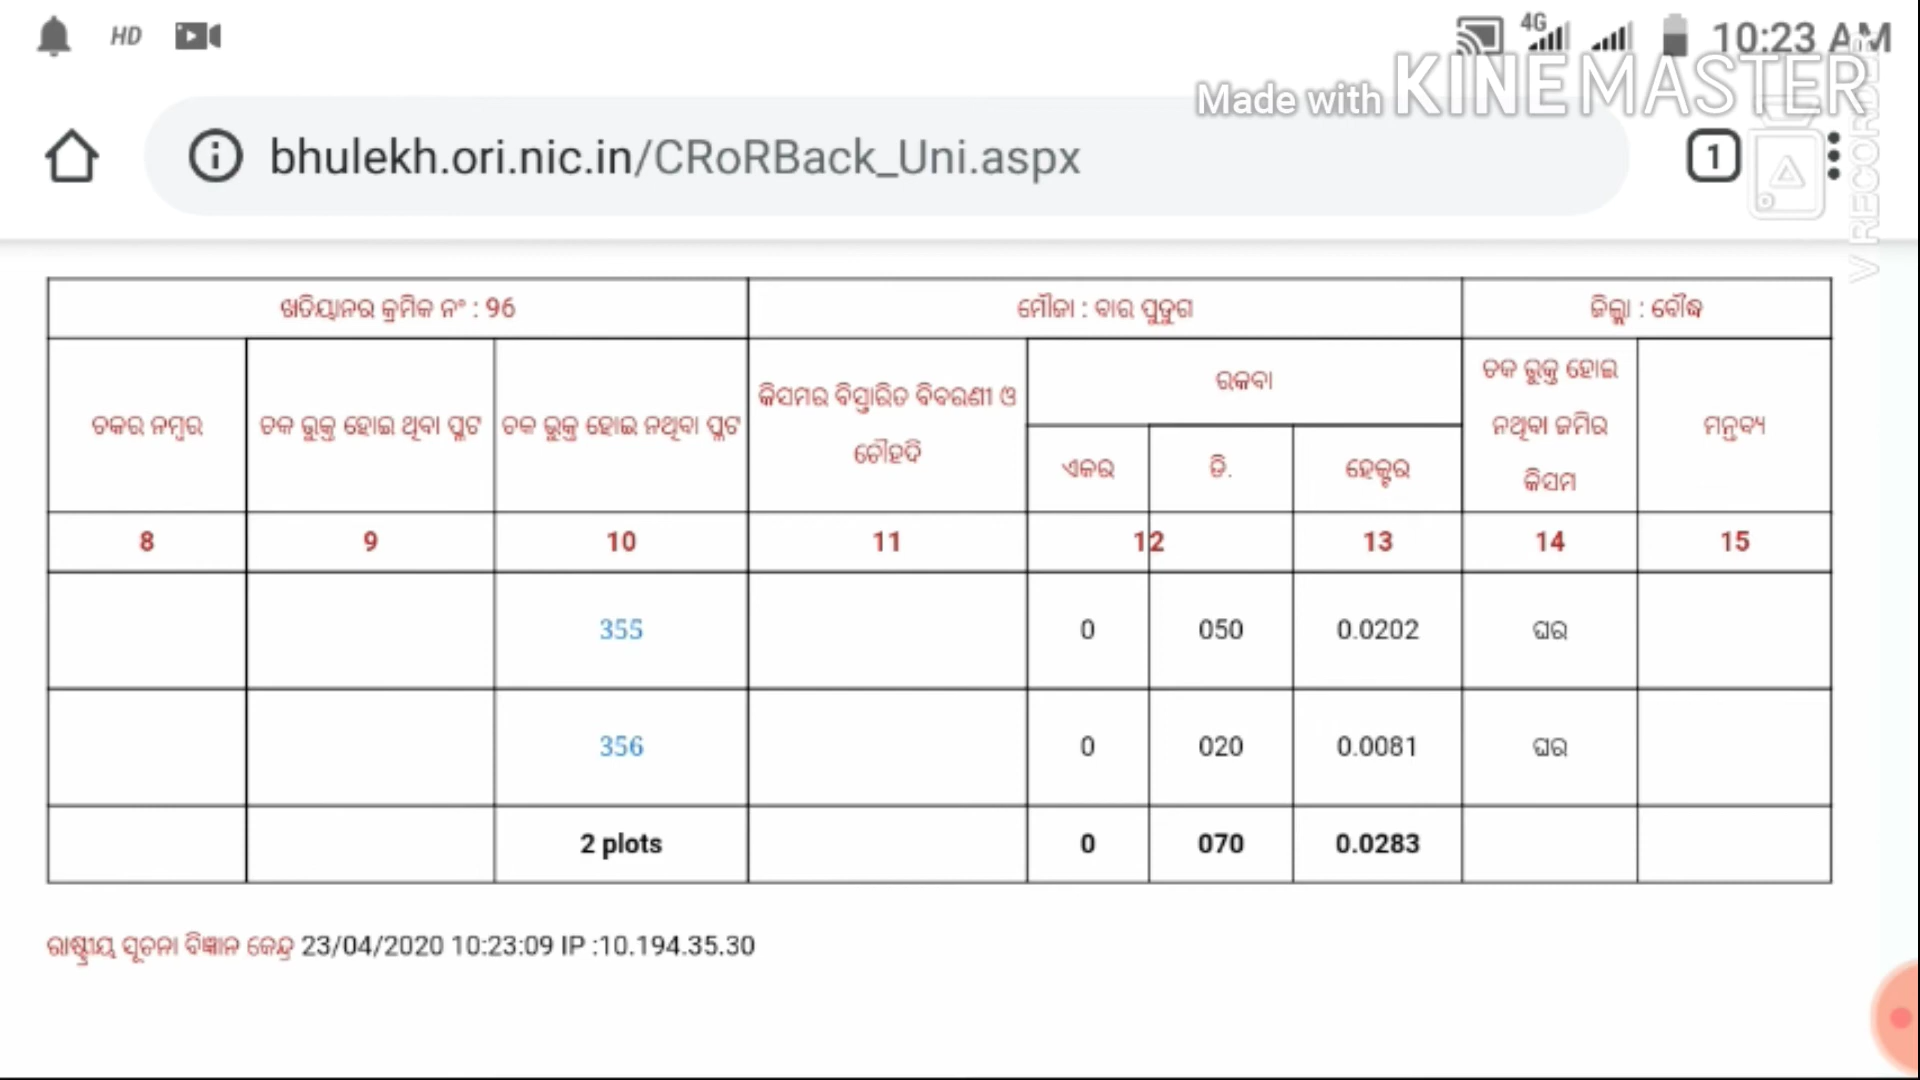 HD
4G
10:23 AM
Made with KINEMASTER
V RECORDER
bhulekh.ori.nic.in/CRoRBack_Uni.aspx
1
ଖତିୟାନର କ୍ରମିକ ନଂ : 96
ମୌଜା : ବାର ପୁଡୁଗ
ଜିଲ୍ଲା : ବୌଦ୍ଧ
ଚକର ନମ୍ବର
ଚକ ଭୁକ୍ତ ହୋଇ ଥିବା ପ୍ଲଟ
ଚକ ଭୁକ୍ତ ହୋଇ ନଥିବା ପ୍ଲଟ
କିସମର ବିସ୍ତାରିତ ବିବରଣୀ ଓ
ଚୌହଦି
ରକବା
ଏକର
ଡି.
ହେକ୍ଟର
ଚକ ଭୁକ୍ତ ହୋଇ
ନଥିବା ଜମିର
କିସମ
ମନ୍ତବ୍ୟ
8 9 10 11 12 13 14 15
355 0 050 0.0202 ଘର
356 0 020 0.0081 ଘର
2 plots 0 070 0.0283
ରାଷ୍ଟ୍ରୀୟ ସୂଚନା ବିଜ୍ଞାନ କେନ୍ଦ୍ର 23/04/2020 10:23:09 IP :10.194.35.30